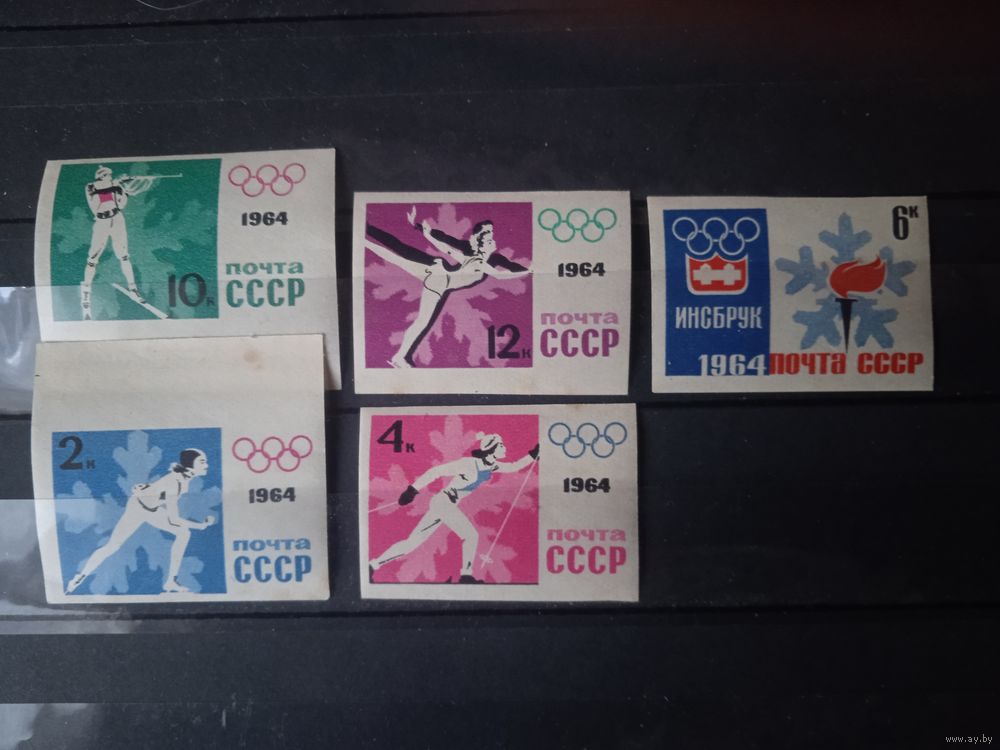 1964
10к
почта
СССР
1964
12к
почта
СССР
6к
ИНСБРУК
1964 ПОЧТА СССР
2к
1964
почта
СССР
4к
1964
почта
СССР
www.ay.by